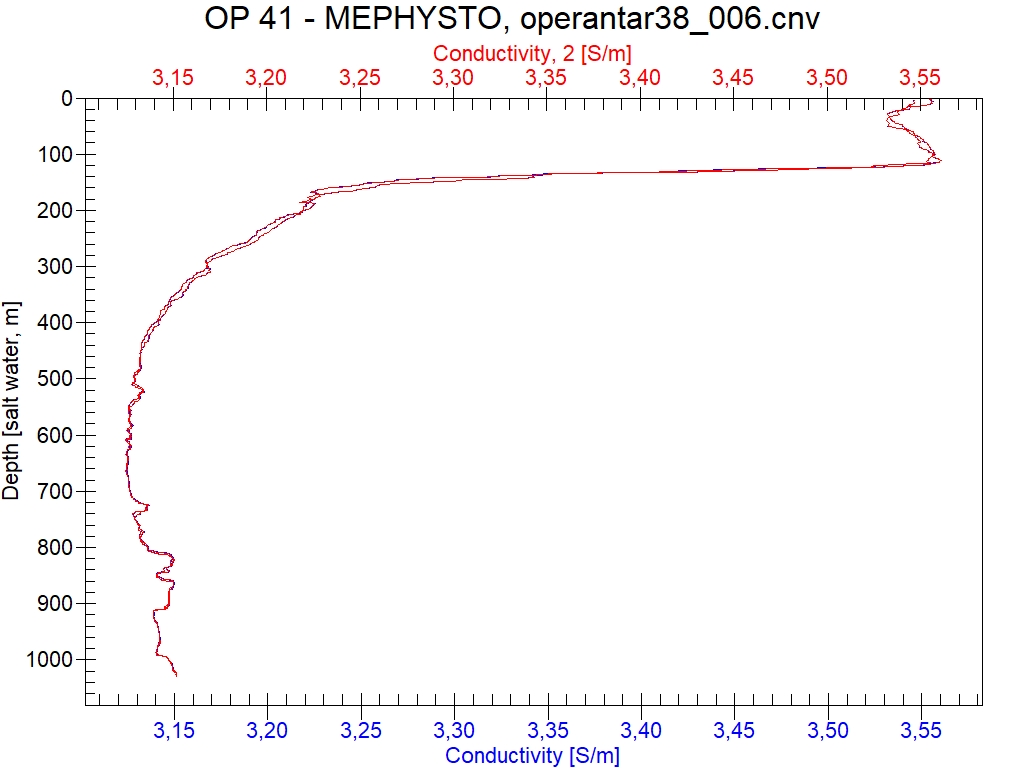 OP 41 - MEPHYSTO, operantar38_006.cnv
Conductivity, 2 [S/m]
3,15 3,20 3,25 3,30 3,35 3,40 3,45 3,50 3,55
0
100
200
300
400
500
600
700
800
900
1000
Depth [salt water, m]
3,15 3,20 3,25 3,30 3,35 3,40 3,45 3,50 3,55
Conductivity [S/m]